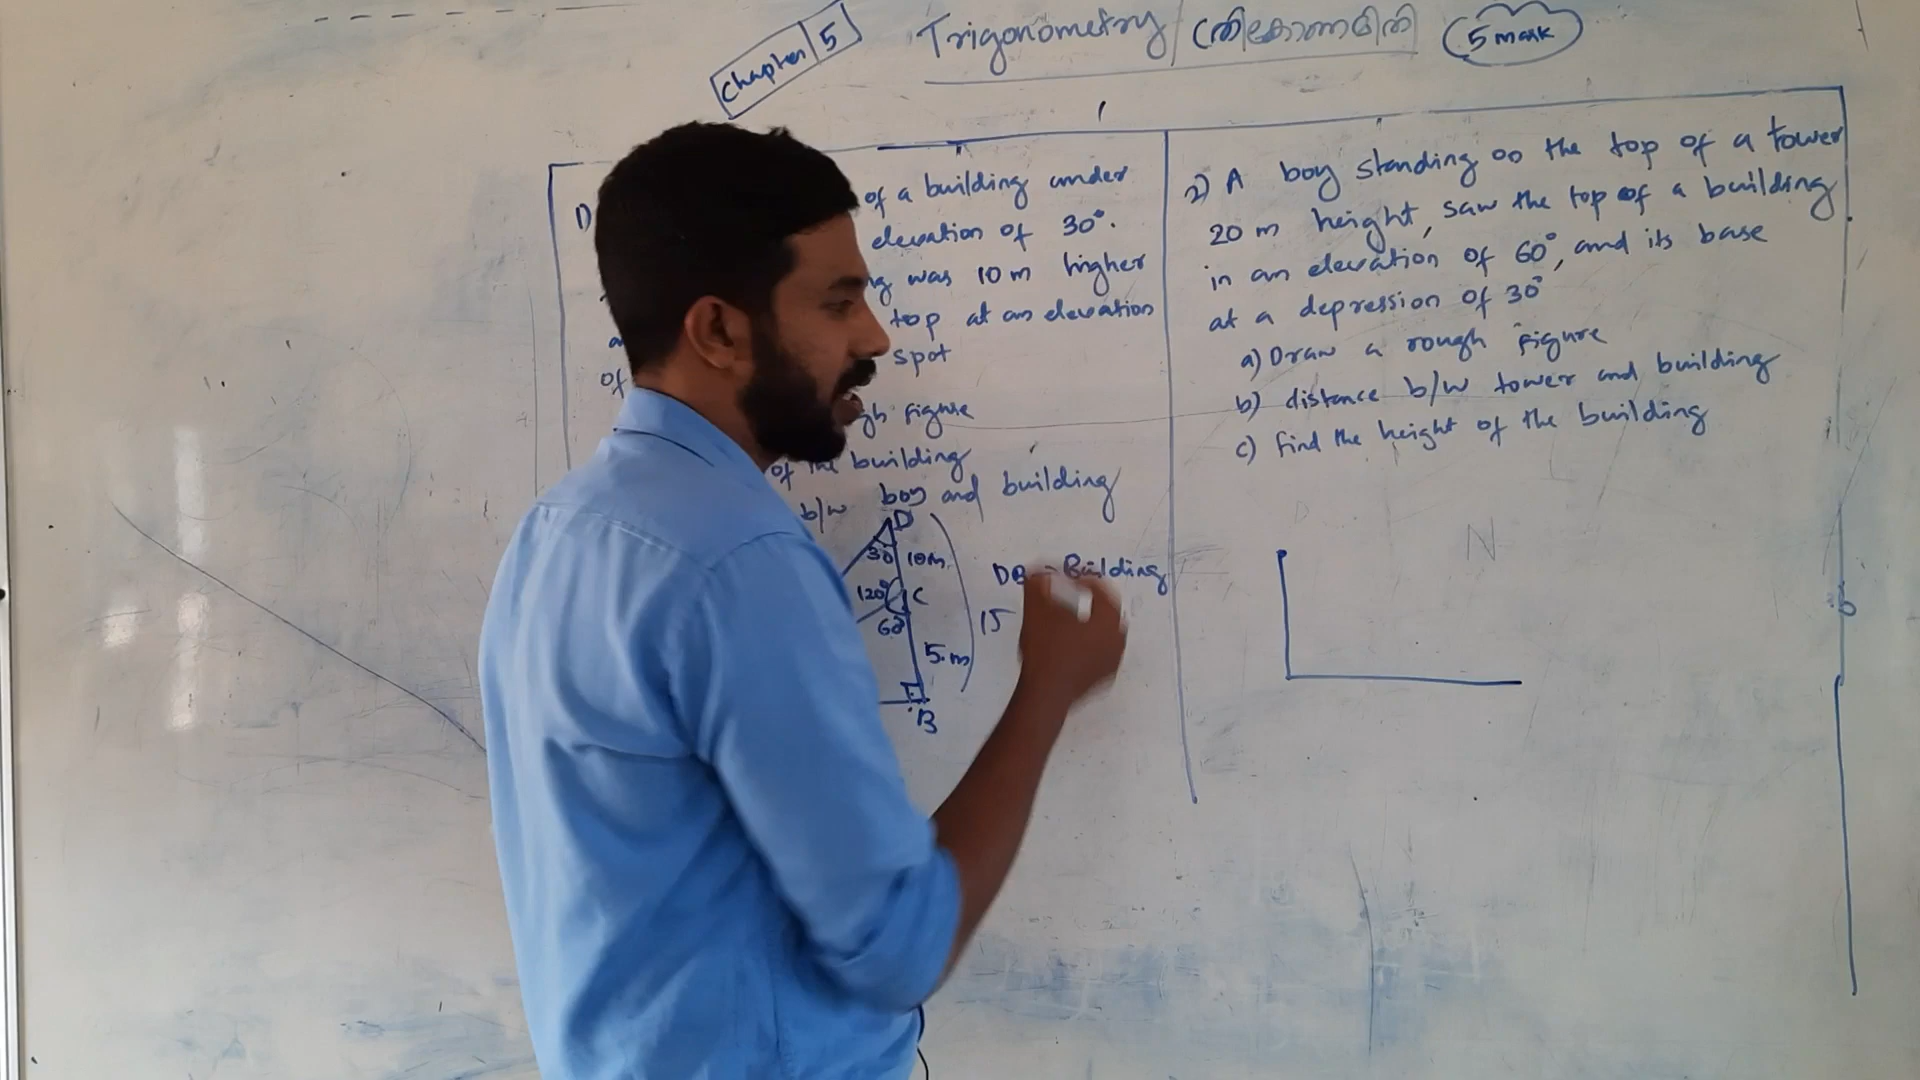 Chapter 5
Trigonometry / ത്രികോണമിതി
5 mark
1)
of a building under
elevation of 30°.
was 10 m higher
top at an elevation
of spot
figure
of the building
b/w boy and building
D
30 10m
120° C
60
5.m
B
15
Building
2) A boy standing on the top of a tower
20 m height, saw the top of a building
in an elevation of 60°, and its base
at a depression of 30°
a) Draw a rough figure
b) distance b/w tower and building
c) Find the height of the building